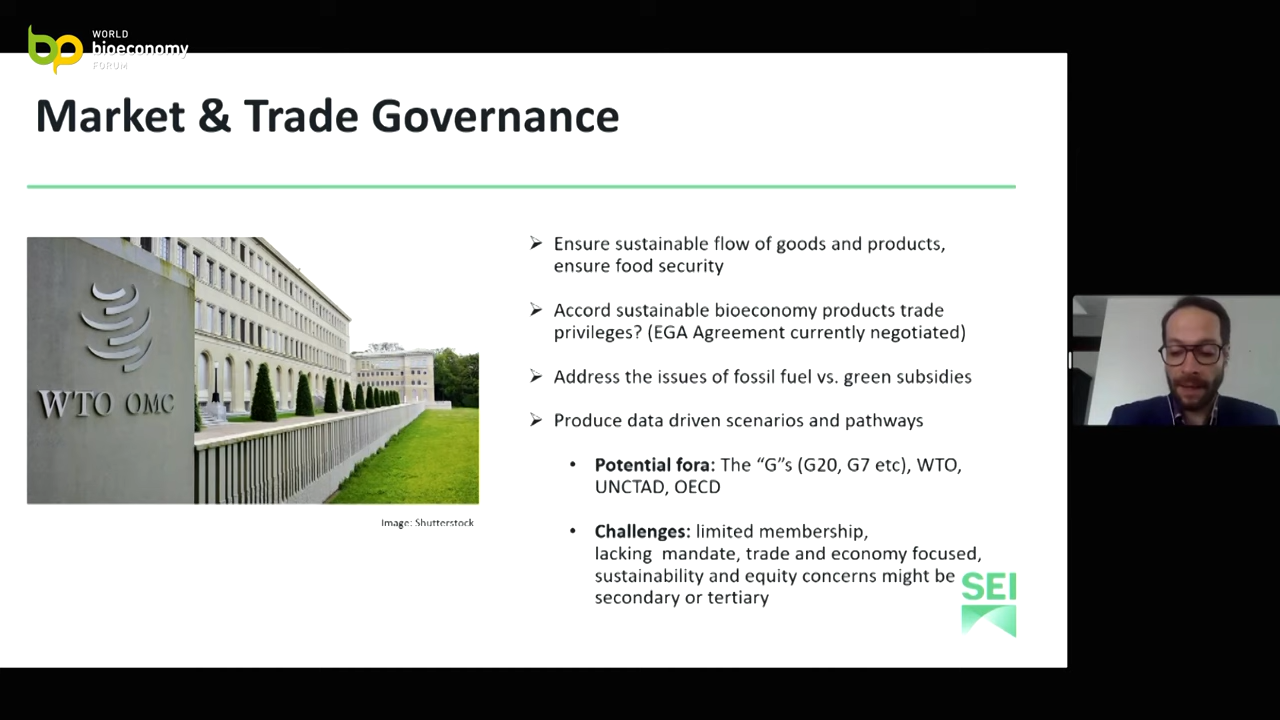 WORLD
bioeconomy
FORUM
Market & Trade Governance
WTO OMC
Image: Shutterstock
➢ Ensure sustainable flow of goods and products,
ensure food security
➢ Accord sustainable bioeconomy products trade
privileges? (EGA Agreement currently negotiated)
➢ Address the issues of fossil fuel vs. green subsidies
➢ Produce data driven scenarios and pathways
• Potential fora: The “G”s (G20, G7 etc), WTO,
UNCTAD, OECD
• Challenges: limited membership,
lacking  mandate, trade and economy focused,
sustainability and equity concerns might be
secondary or tertiary
SEI